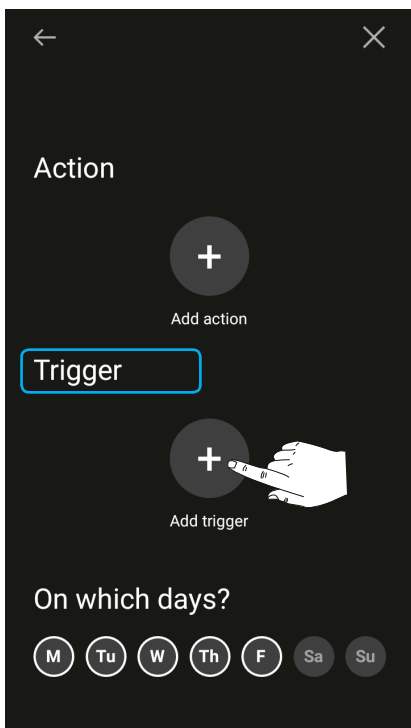 Action
Add action
Trigger
Add trigger
On which days?
M Tu W Th F Sa Su